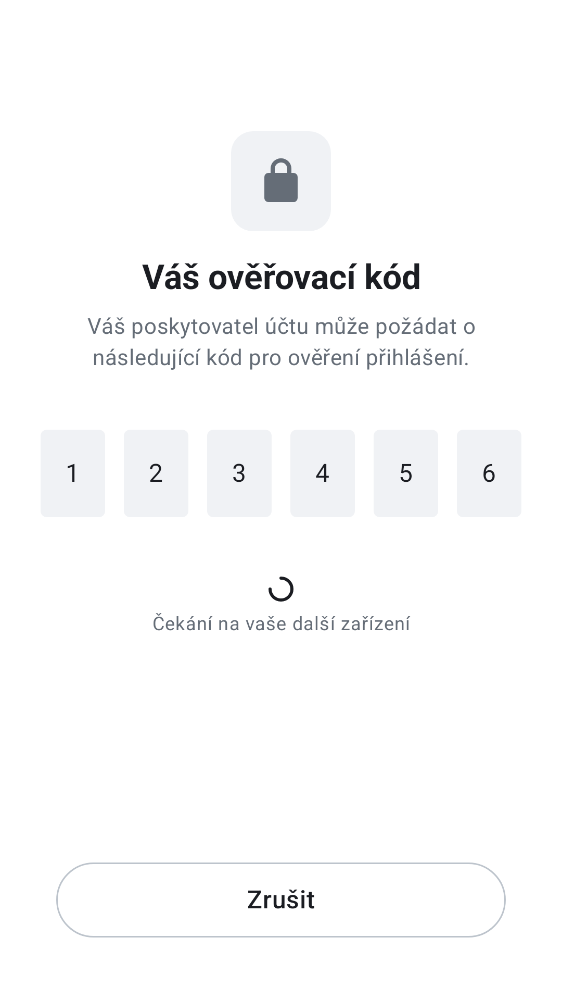 Váš ověřovací kód
Váš poskytovatel účtu může požádat o
následující kód pro ověření přihlášení.
1 2 3 4 5 6
Čekání na vaše další zařízení
Zrušit